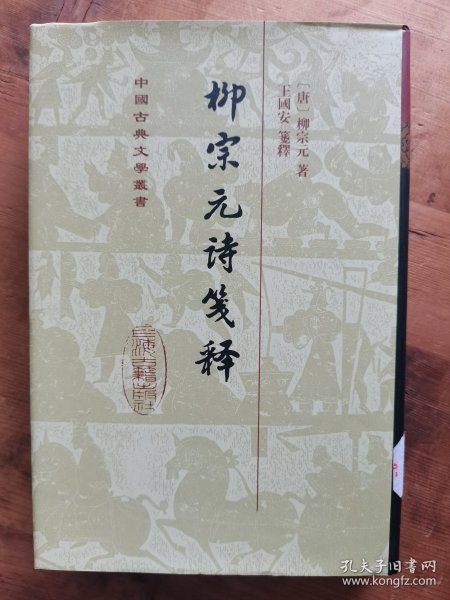 [唐]柳宗元 著
王國安 箋釋
柳宗元诗笺释
中國古典文學叢書
上海古籍出版社
孔夫子旧书网
www.kongfz.com